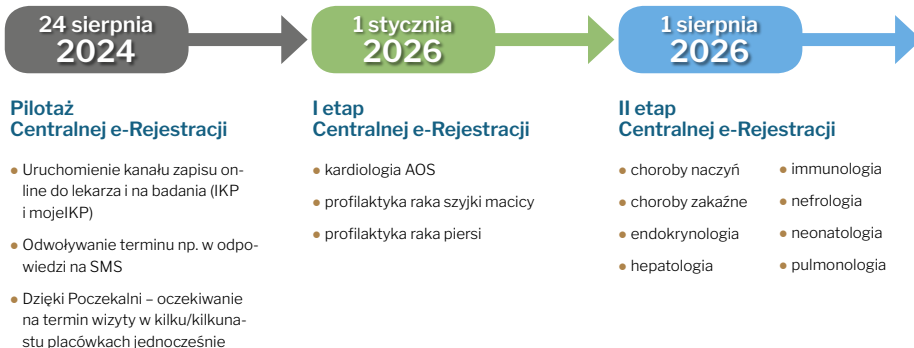 24 sierpnia
2024
1 stycznia
2026
1 sierpnia
2026
Pilotaż
Centralnej e-Rejestracji
• Uruchomienie kanału zapisu on-
line do lekarza i na badania (IKP
i mojeIKP)
• Odwoływanie terminu np. w odpo-
wiedzi na SMS
• Dzięki Poczekalni – oczekiwanie
na termin wizyty w kilku/kilkuna-
stu placówkach jednocześnie
I etap
Centralnej e-Rejestracji
• kardiologia AOS
• profilaktyka raka szyjki macicy
• profilaktyka raka piersi
II etap
Centralnej e-Rejestracji
• choroby naczyń
• choroby zakaźne
• endokrynologia
• hepatologia
• immunologia
• nefrologia
• neonatologia
• pulmonologia